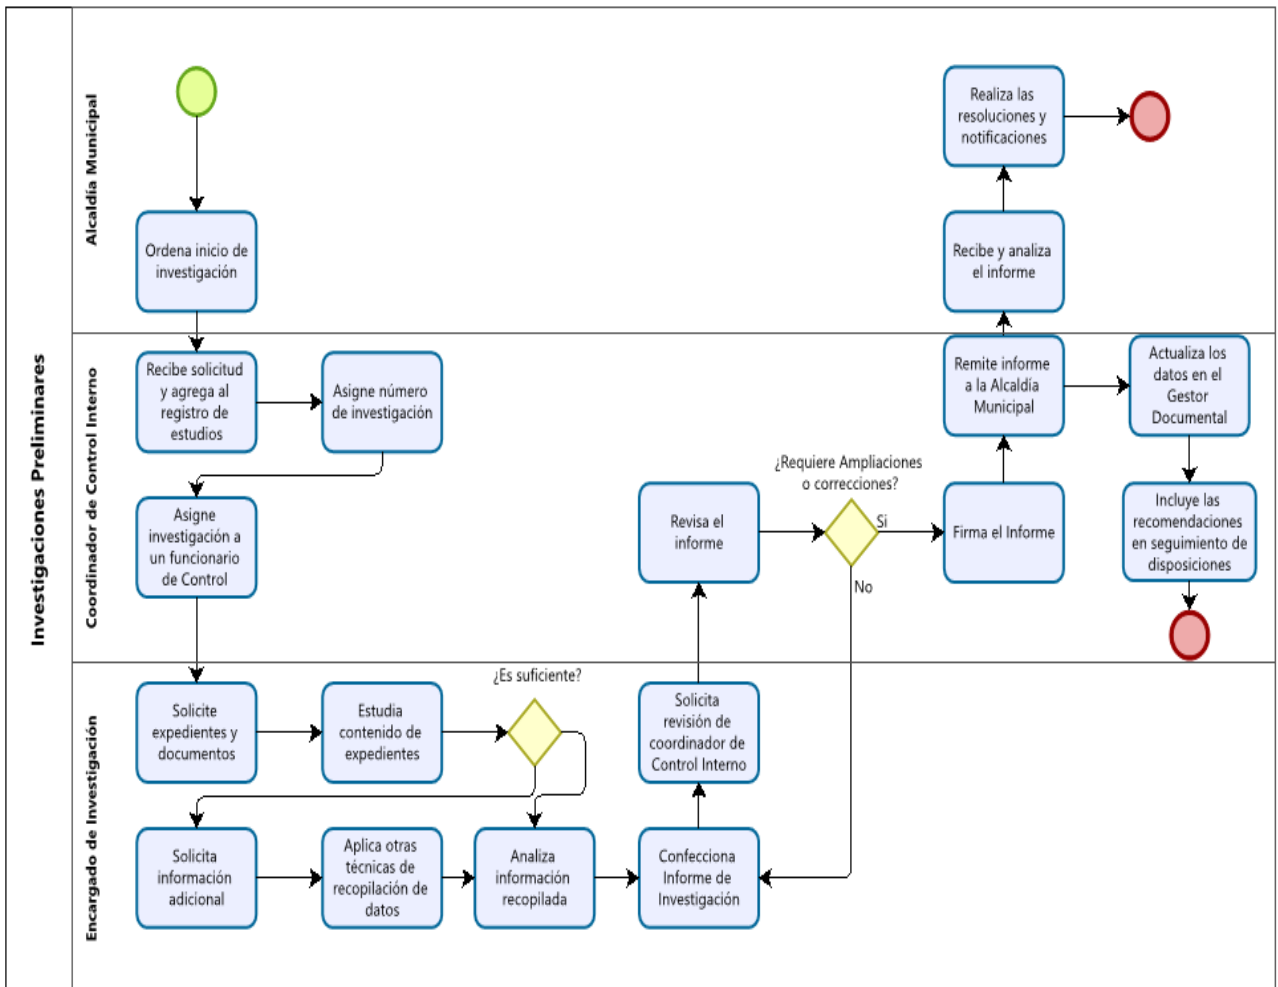 Investigaciones Preliminares
Alcaldía Municipal
Ordena inicio de
investigación
Realiza las
resoluciones y
notificaciones
Recibe y analiza
el informe
Coordinador de Control Interno
Recibe solicitud
y agrega al
registro de
estudios
Asigne número
de investigación
Asigne
investigación a
un funcionario
de Control
Revisa el
informe
¿Requiere Ampliaciones
o correcciones?
Si
No
Firma el Informe
Remite informe
a la Alcaldía
Municipal
Actualiza los
datos en el
Gestor
Documental
Incluye las
recomendaciones
en seguimiento de
disposiciones
Encargado de Investigación
Solicite
expedientes y
documentos
Estudia
contenido de
expedientes
¿Es suficiente?
Solicita
información
adicional
Aplica otras
técnicas de
recopilación de
datos
Analiza
información
recopilada
Confecciona
Informe de
Investigación
Solicita
revisión de
coordinador de
Control Interno